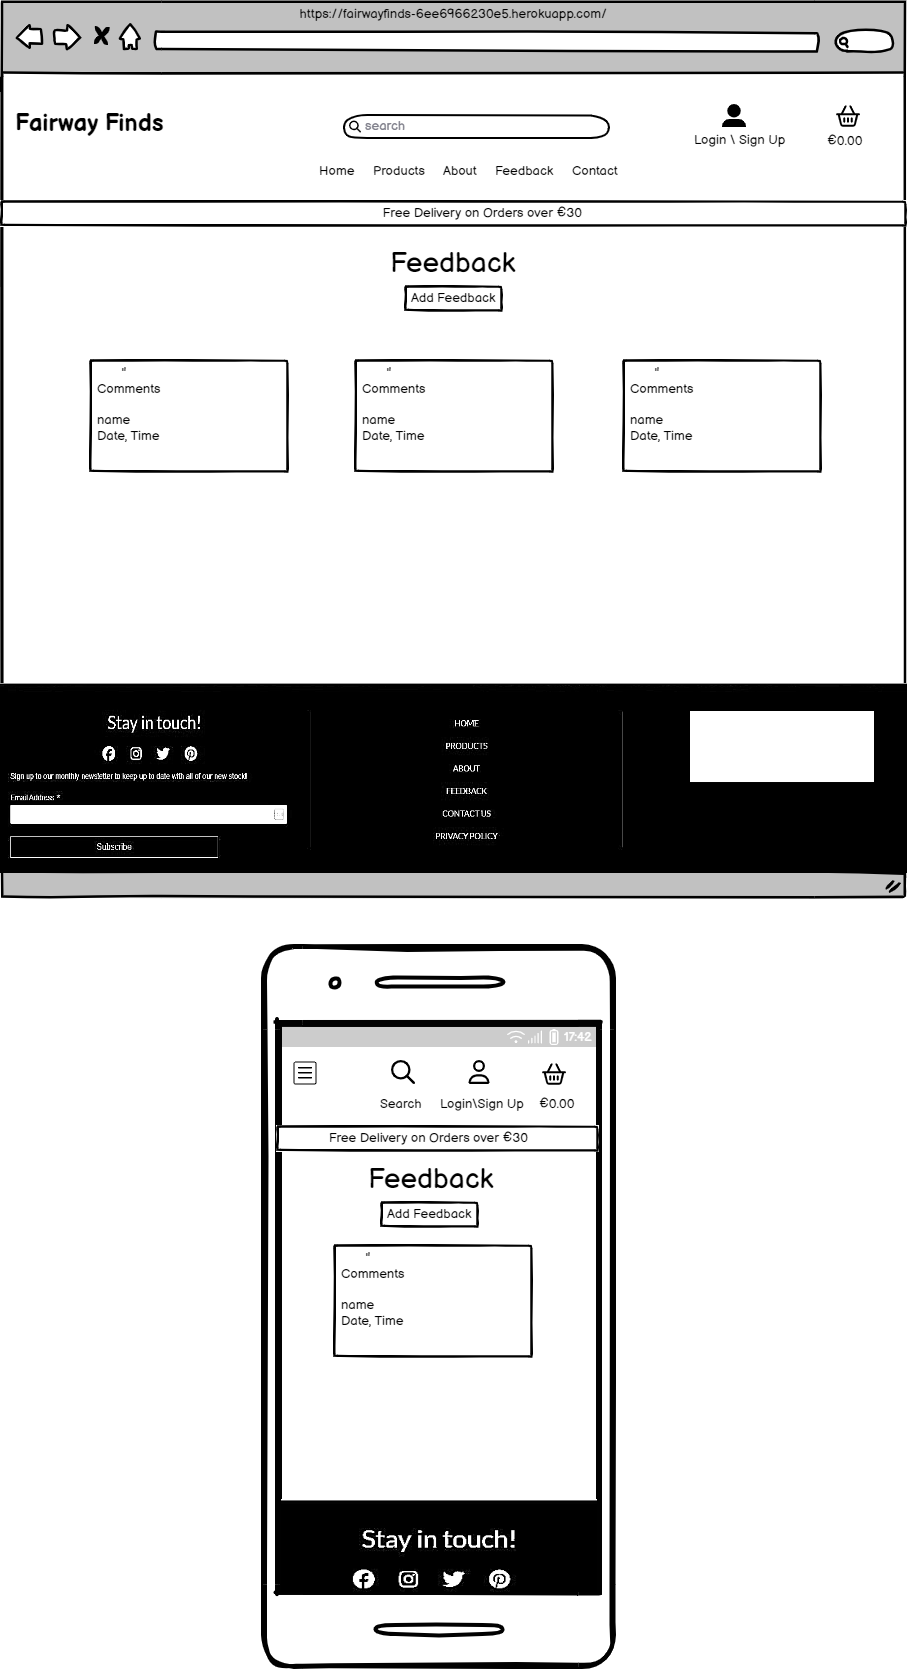 https://fairwayfinds-6ee6966230e5.herokuapp.com/
Fairway Finds
search
Login \ Sign Up
€0.00
Home Products About Feedback Contact
Free Delivery on Orders over €30
Feedback
Add Feedback
Comments
name
Date, Time
Comments
name
Date, Time
Comments
name
Date, Time
Stay in touch!
Sign up to our monthly newsletter to keep up to date with all of our new stock!
Email Address *
Subscribe
HOME
PRODUCTS
ABOUT
FEEDBACK
CONTACT US
PRIVACY POLICY
17:42
Search Login\Sign Up €0.00
Free Delivery on Orders over €30
Feedback
Add Feedback
Comments
name
Date, Time
Stay in touch!